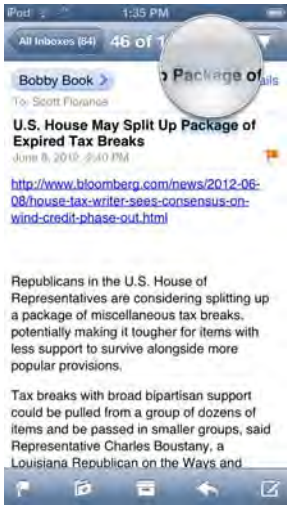 iPod 1:35 PM
All Inboxes (64) 46 of 1
p Package of
Bobby Book ails
To: Scott Florance
U.S. House May Split Up Package of
Expired Tax Breaks
June 8, 2012 2:40 PM
http://www.bloomberg.com/news/2012-06-
08/house-tax-writer-sees-consensus-on-
wind-credit-phase-out.html
Republicans in the U.S. House of
Representatives are considering splitting up
a package of miscellaneous tax breaks,
potentially making it tougher for items with
less support to survive alongside more
popular provisions.
Tax breaks with broad bipartisan support
could be pulled from a group of dozens of
items and be passed in smaller groups, said
Representative Charles Boustany, a
Louisiana Republican on the Ways and